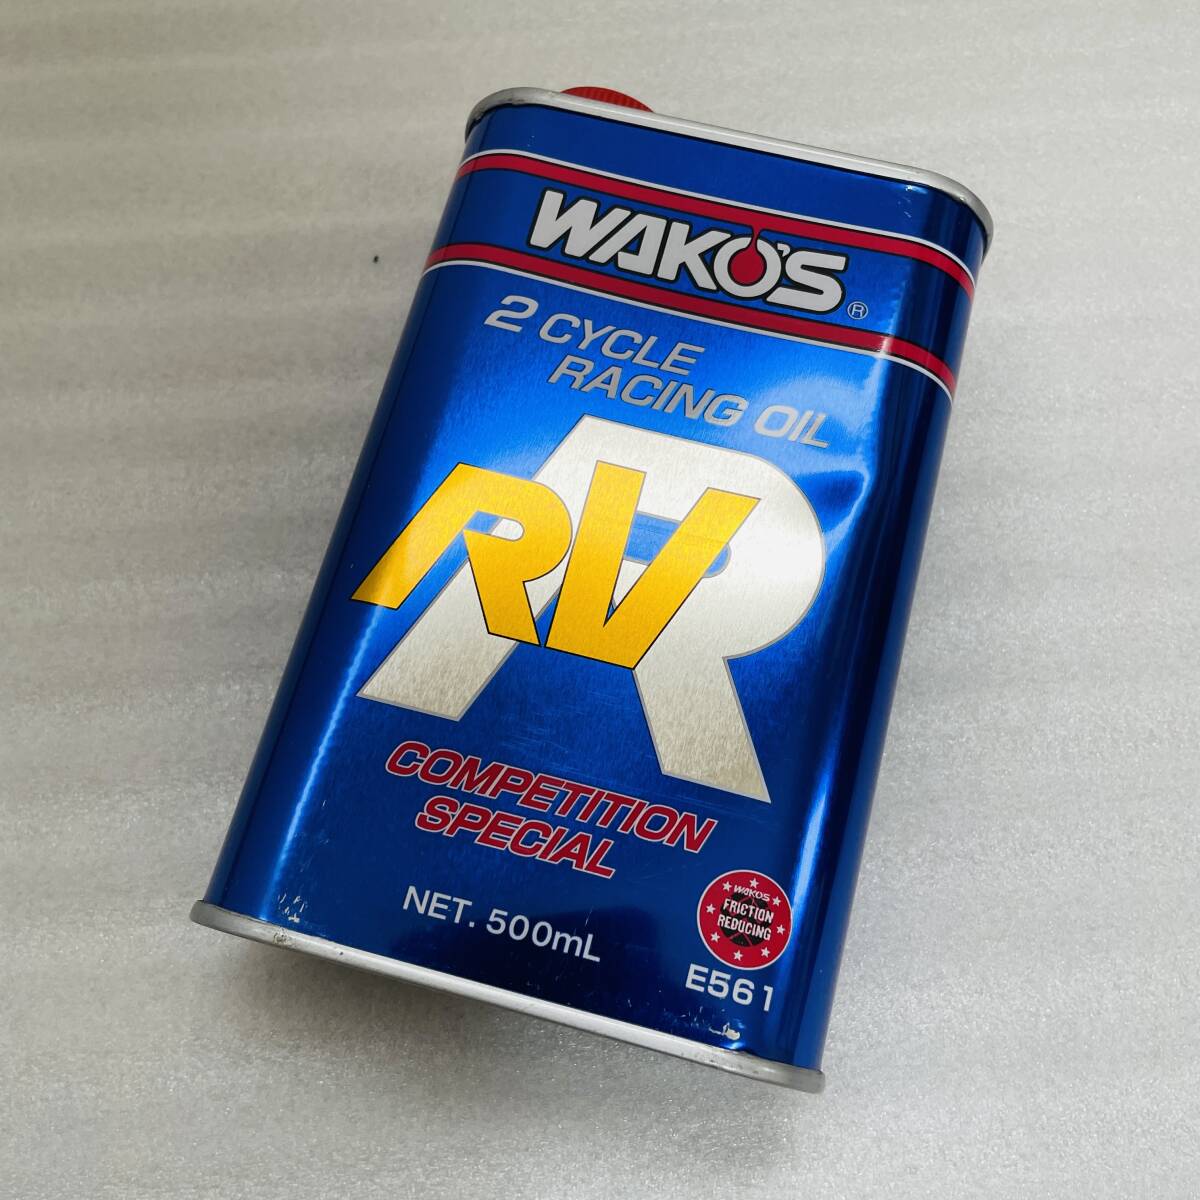 WAKO'S ®
2 CYCLE
RACING OIL
R
RV
COMPETITION
SPECIAL
NET. 500mL
WAKO'S
FRICTION
REDUCING
E561